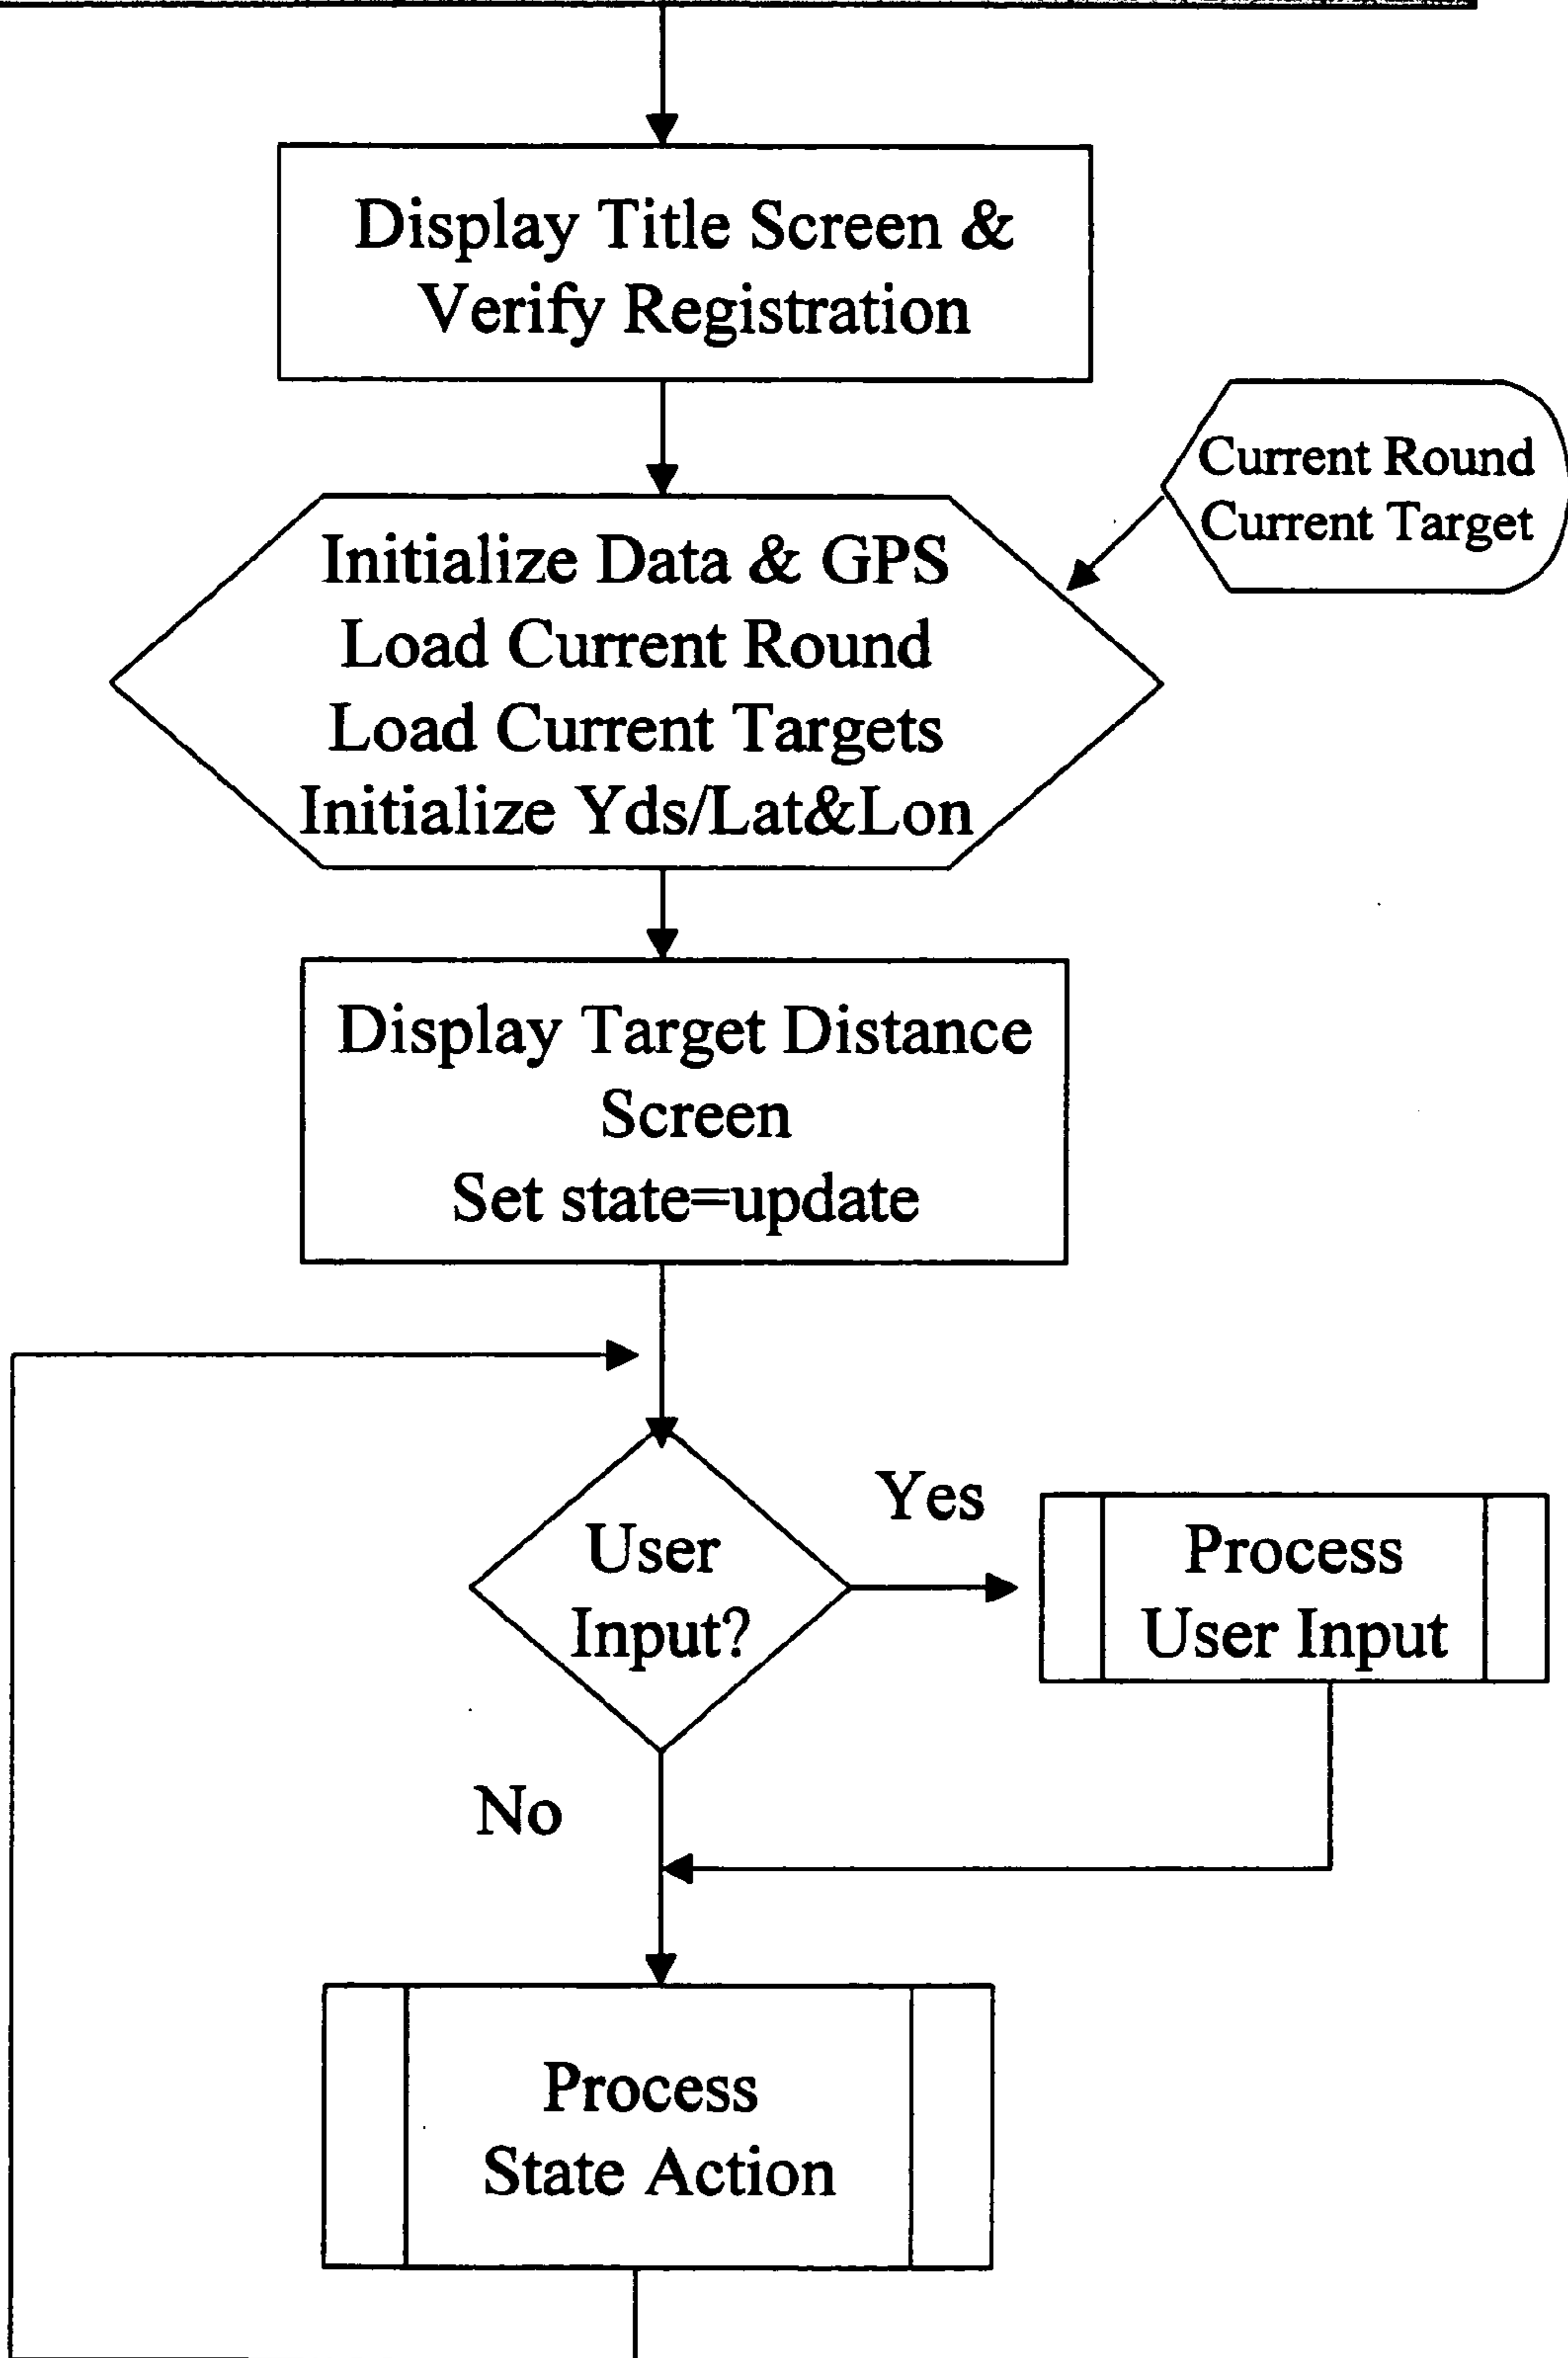 Display Title Screen &
Verify Registration
Current Round
Current Target
Initialize Data & GPS
Load Current Round
Load Current Targets
Initialize Yds/Lat&Lon
Display Target Distance
Screen
Set state=update
User
Input?
Yes
Process
User Input
No
Process
State Action